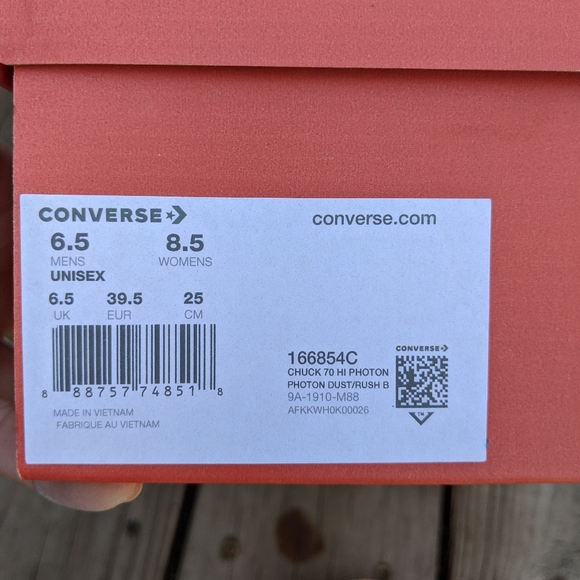 CONVERSE
converse.com
6.5 8.5
MENS WOMENS
UNISEX
6.5 39.5 25
UK EUR CM
8 88757 74851 8
MADE IN VIETNAM
FABRIQUE AU VIETNAM
CONVERSE
166854C
CHUCK 70 HI PHOTON
PHOTON DUST/RUSH B
9A-1910-M88
AFKKWH0K00026